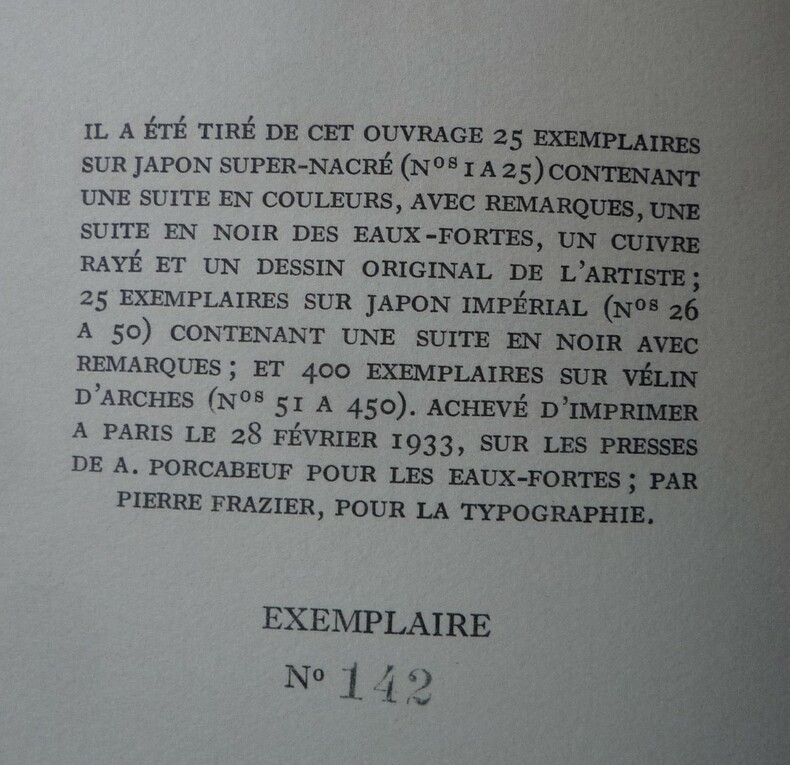 IL A ÉTÉ TIRÉ DE CET OUVRAGE 25 EXEMPLAIRES
SUR JAPON SUPER-NACRÉ (Nᵒˢ 1 A 25) CONTENANT
UNE SUITE EN COULEURS, AVEC REMARQUES, UNE
SUITE EN NOIR DES EAUX-FORTES, UN CUIVRE
RAYÉ ET UN DESSIN ORIGINAL DE L'ARTISTE ;
25 EXEMPLAIRES SUR JAPON IMPÉRIAL (Nᵒˢ 26
A 50) CONTENANT UNE SUITE EN NOIR AVEC
REMARQUES ; ET 400 EXEMPLAIRES SUR VÉLIN
D'ARCHES (Nᵒˢ 51 A 450). ACHEVÉ D'IMPRIMER
A PARIS LE 28 FÉVRIER 1933, SUR LES PRESSES
DE A. PORCABEUF POUR LES EAUX-FORTES ; PAR
PIERRE FRAZIER, POUR LA TYPOGRAPHIE.
EXEMPLAIRE
Nº 142